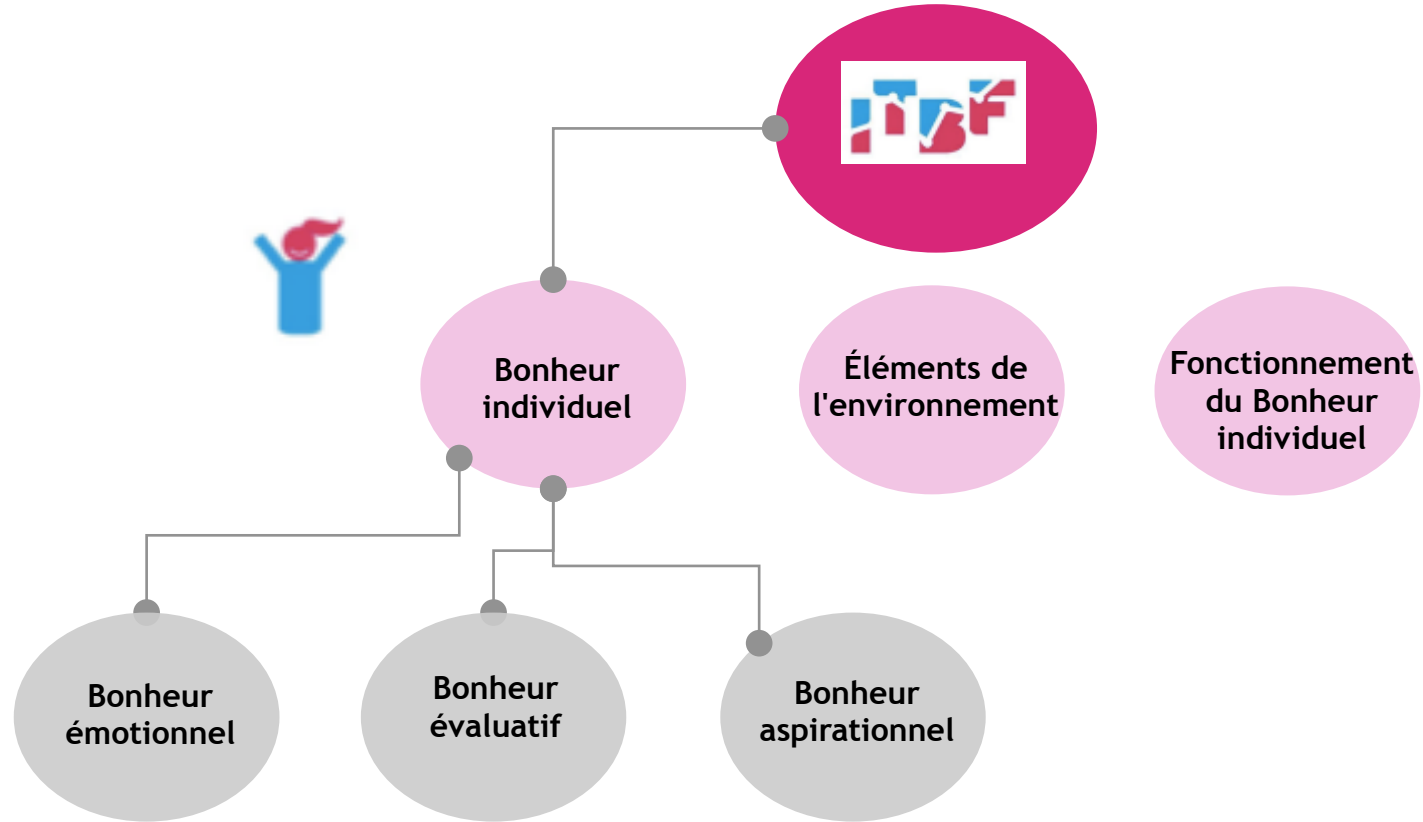 ITBF
Bonheur
individuel
Éléments de
l'environnement
Fonctionnement
du Bonheur
individuel
Bonheur
émotionnel
Bonheur
évaluatif
Bonheur
aspirationnel